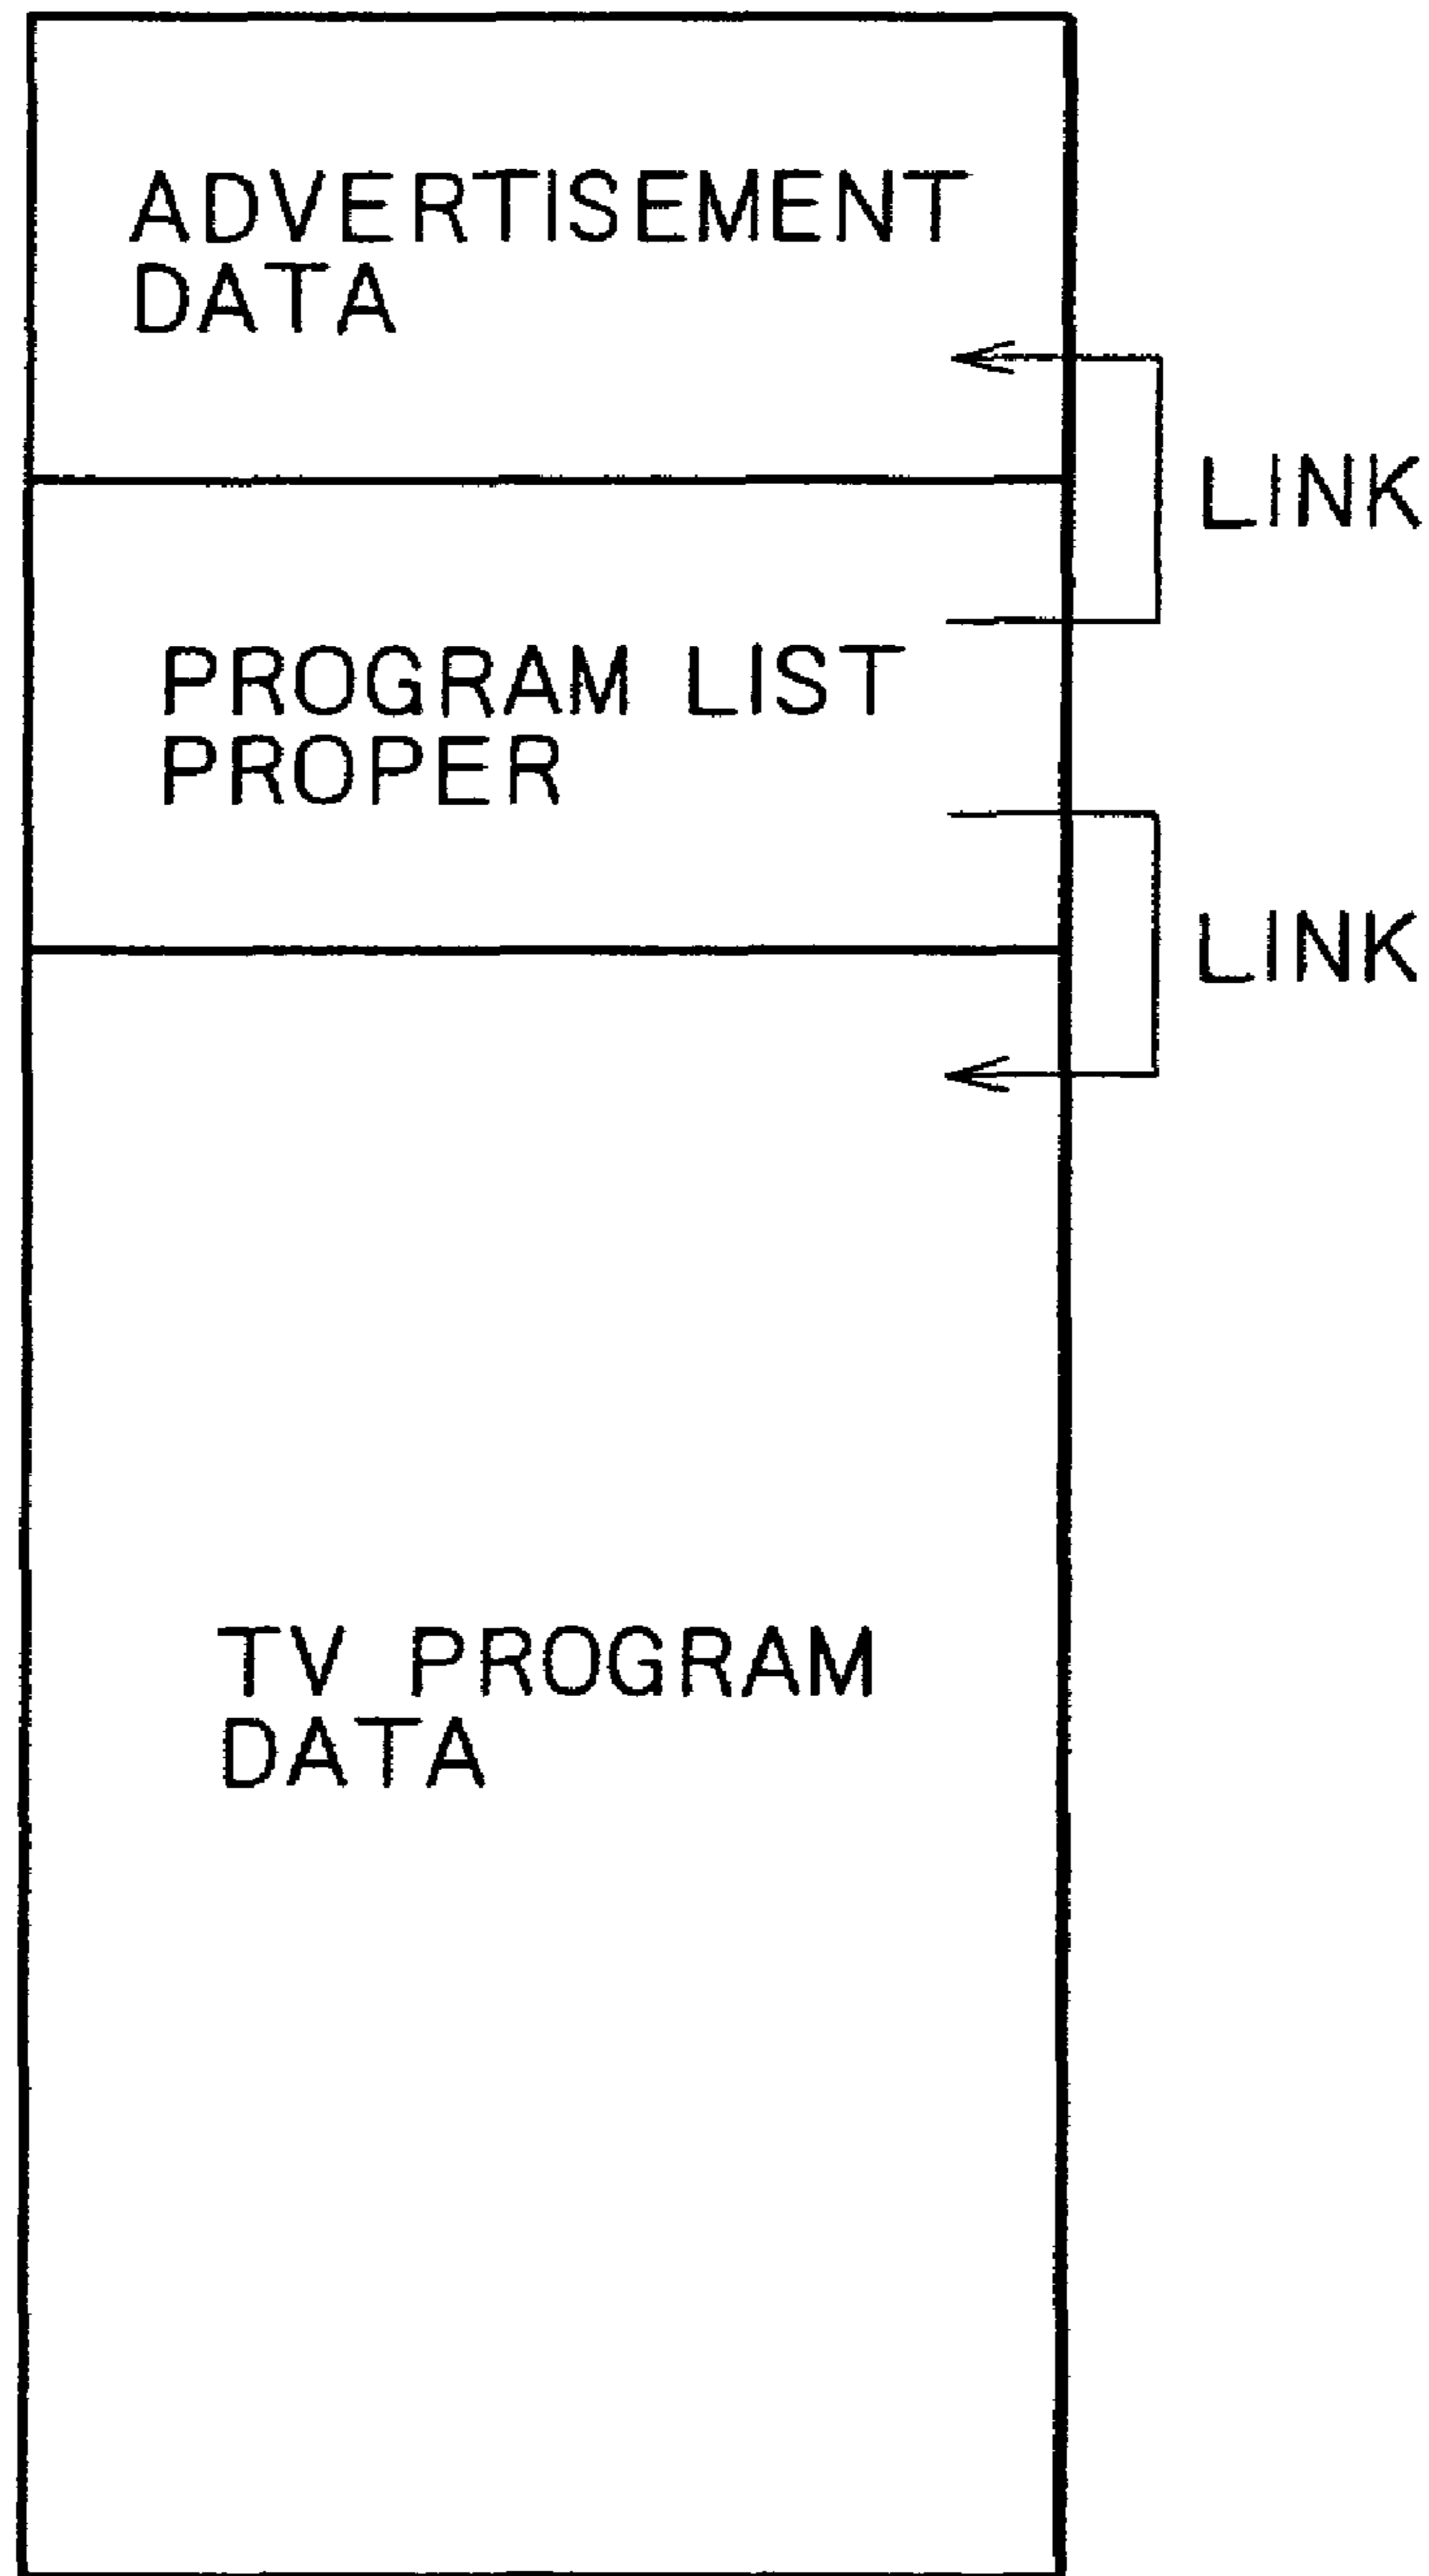 ADVERTISEMENT
DATA
LINK
PROGRAM LIST
PROPER
LINK
TV PROGRAM
DATA